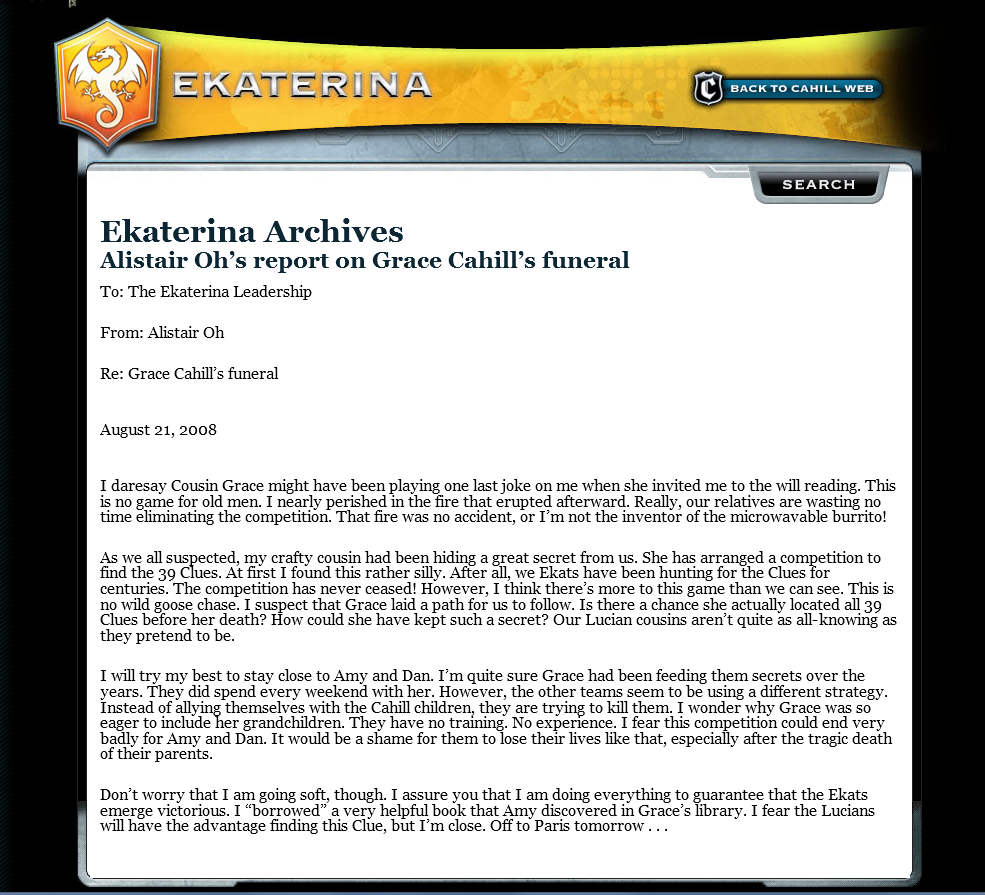 EKATERINA
C
BACK TO CAHILL WEB
SEARCH
Ekaterina Archives
Alistair Oh’s report on Grace Cahill’s funeral
To: The Ekaterina Leadership
From: Alistair Oh
Re: Grace Cahill’s funeral
August 21, 2008
I daresay Cousin Grace might have been playing one last joke on me when she invited me to the will reading. This
is no game for old men. I nearly perished in the fire that erupted afterward. Really, our relatives are wasting no
time eliminating the competition. That fire was no accident, or I’m not the inventor of the microwavable burrito!
As we all suspected, my crafty cousin had been hiding a great secret from us. She has arranged a competition to
find the 39 Clues. At first I found this rather silly. After all, we Ekats have been hunting for the Clues for
centuries. The competition has never ceased! However, I think there’s more to this game than we can see. This is
no wild goose chase. I suspect that Grace laid a path for us to follow. Is there a chance she actually located all 39
Clues before her death? How could she have kept such a secret? Our Lucian cousins aren’t quite as all-knowing as
they pretend to be.
I will try my best to stay close to Amy and Dan. I’m quite sure Grace had been feeding them secrets over the
years. They did spend every weekend with her. However, the other teams seem to be using a different strategy.
Instead of allying themselves with the Cahill children, they are trying to kill them. I wonder why Grace was so
eager to include her grandchildren. They have no training. No experience. I fear this competition could end very
badly for Amy and Dan. It would be a shame for them to lose their lives like that, especially after the tragic death
of their parents.
Don’t worry that I am going soft, though. I assure you that I am doing everything to guarantee that the Ekats
emerge victorious. I “borrowed” a very helpful book that Amy discovered in Grace’s library. I fear the Lucians
will have the advantage finding this Clue, but I’m close. Off to Paris tomorrow . . .